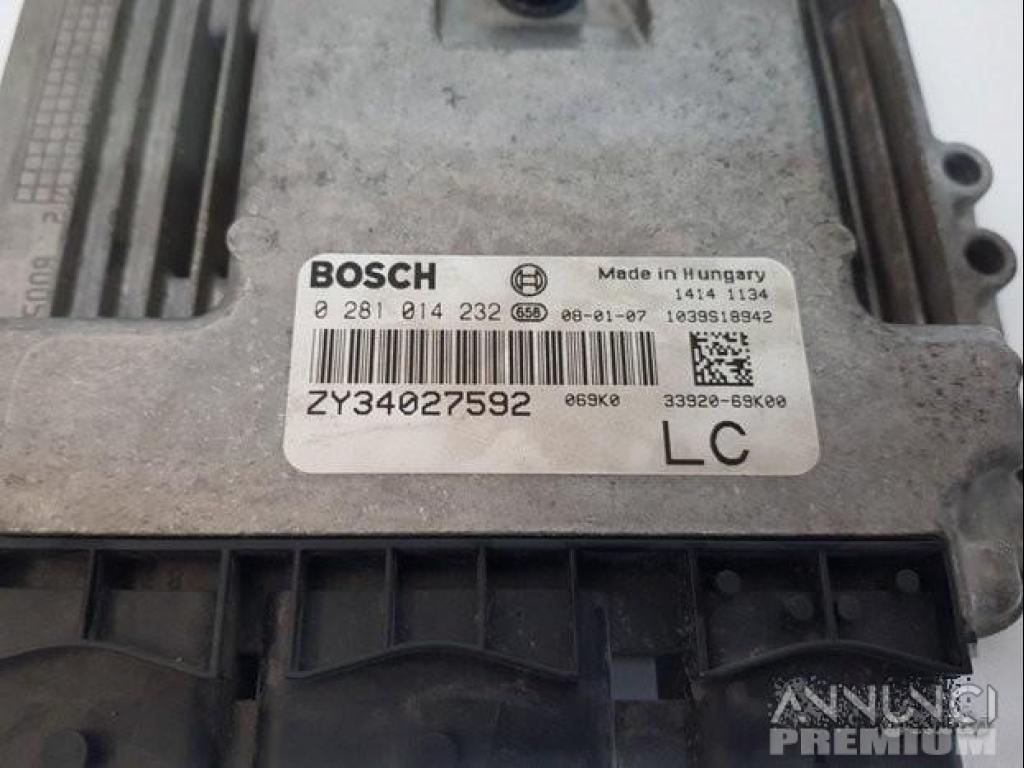 BOSCH
Made in Hungary
1414 1134
0 281 014 232 658 08-01-07 1039S18942
ZY34027592 069K0 33920-69K00
LC
ANNUNCI
PREMIUM